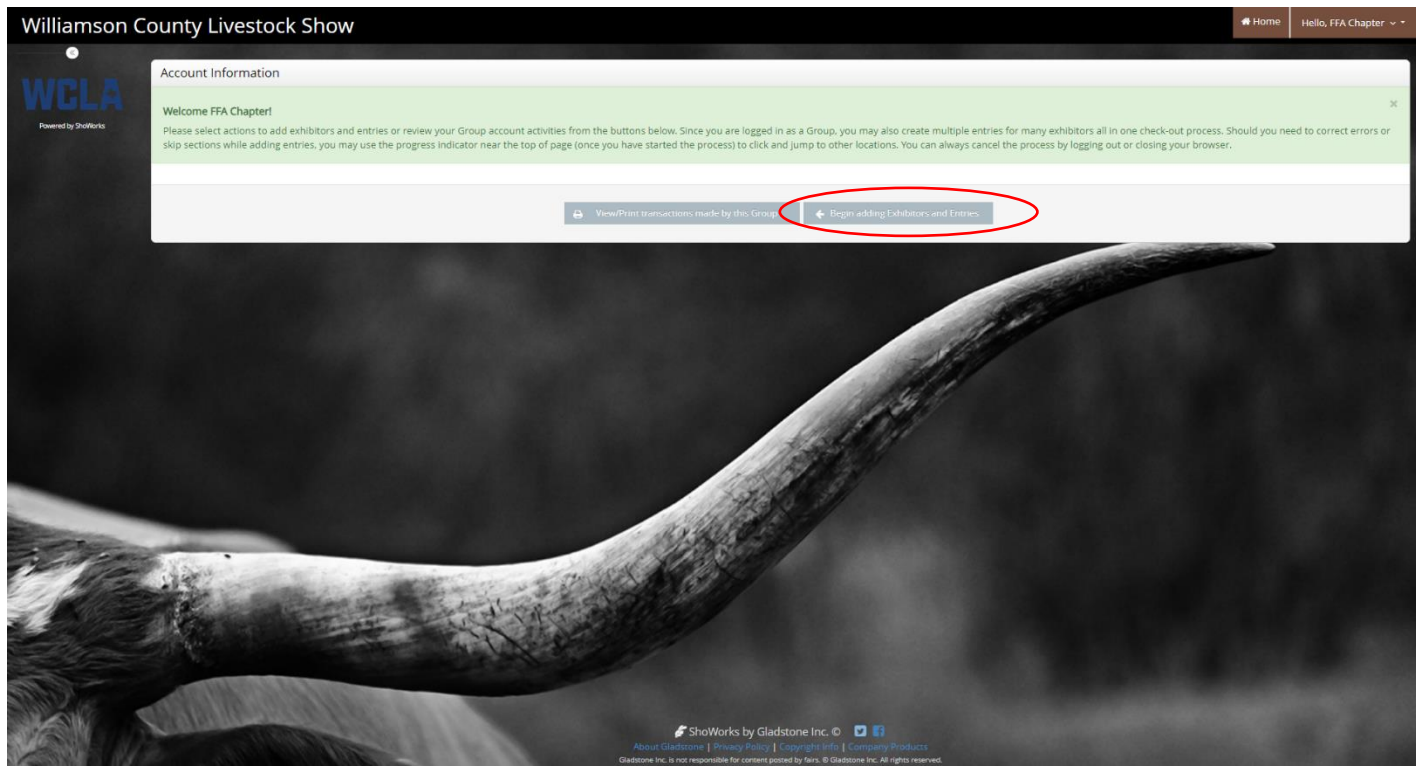 Williamson County Livestock Show
Home
Hello, FFA Chapter
WCLA
Powered by ShoWorks
Account Information
Welcome FFA Chapter!
Please select actions to add exhibitors and entries or review your Group account activities from the buttons below. Since you are logged in as a Group, you may also create multiple entries for many exhibitors all in one check-out process. Should you need to correct errors or
skip sections while adding entries, you may use the progress indicator near the top of page (once you have started the process) to click and jump to other locations. You can always cancel the process by logging out or closing your browser.
View/Print transactions made by this Group
Begin adding Exhibitors and Entries
ShoWorks by Gladstone Inc. ©
About Gladstone | Privacy Policy | Copyright Info | Company Products
Gladstone Inc. is not responsible for content posted by fairs. © Gladstone Inc. All rights reserved.